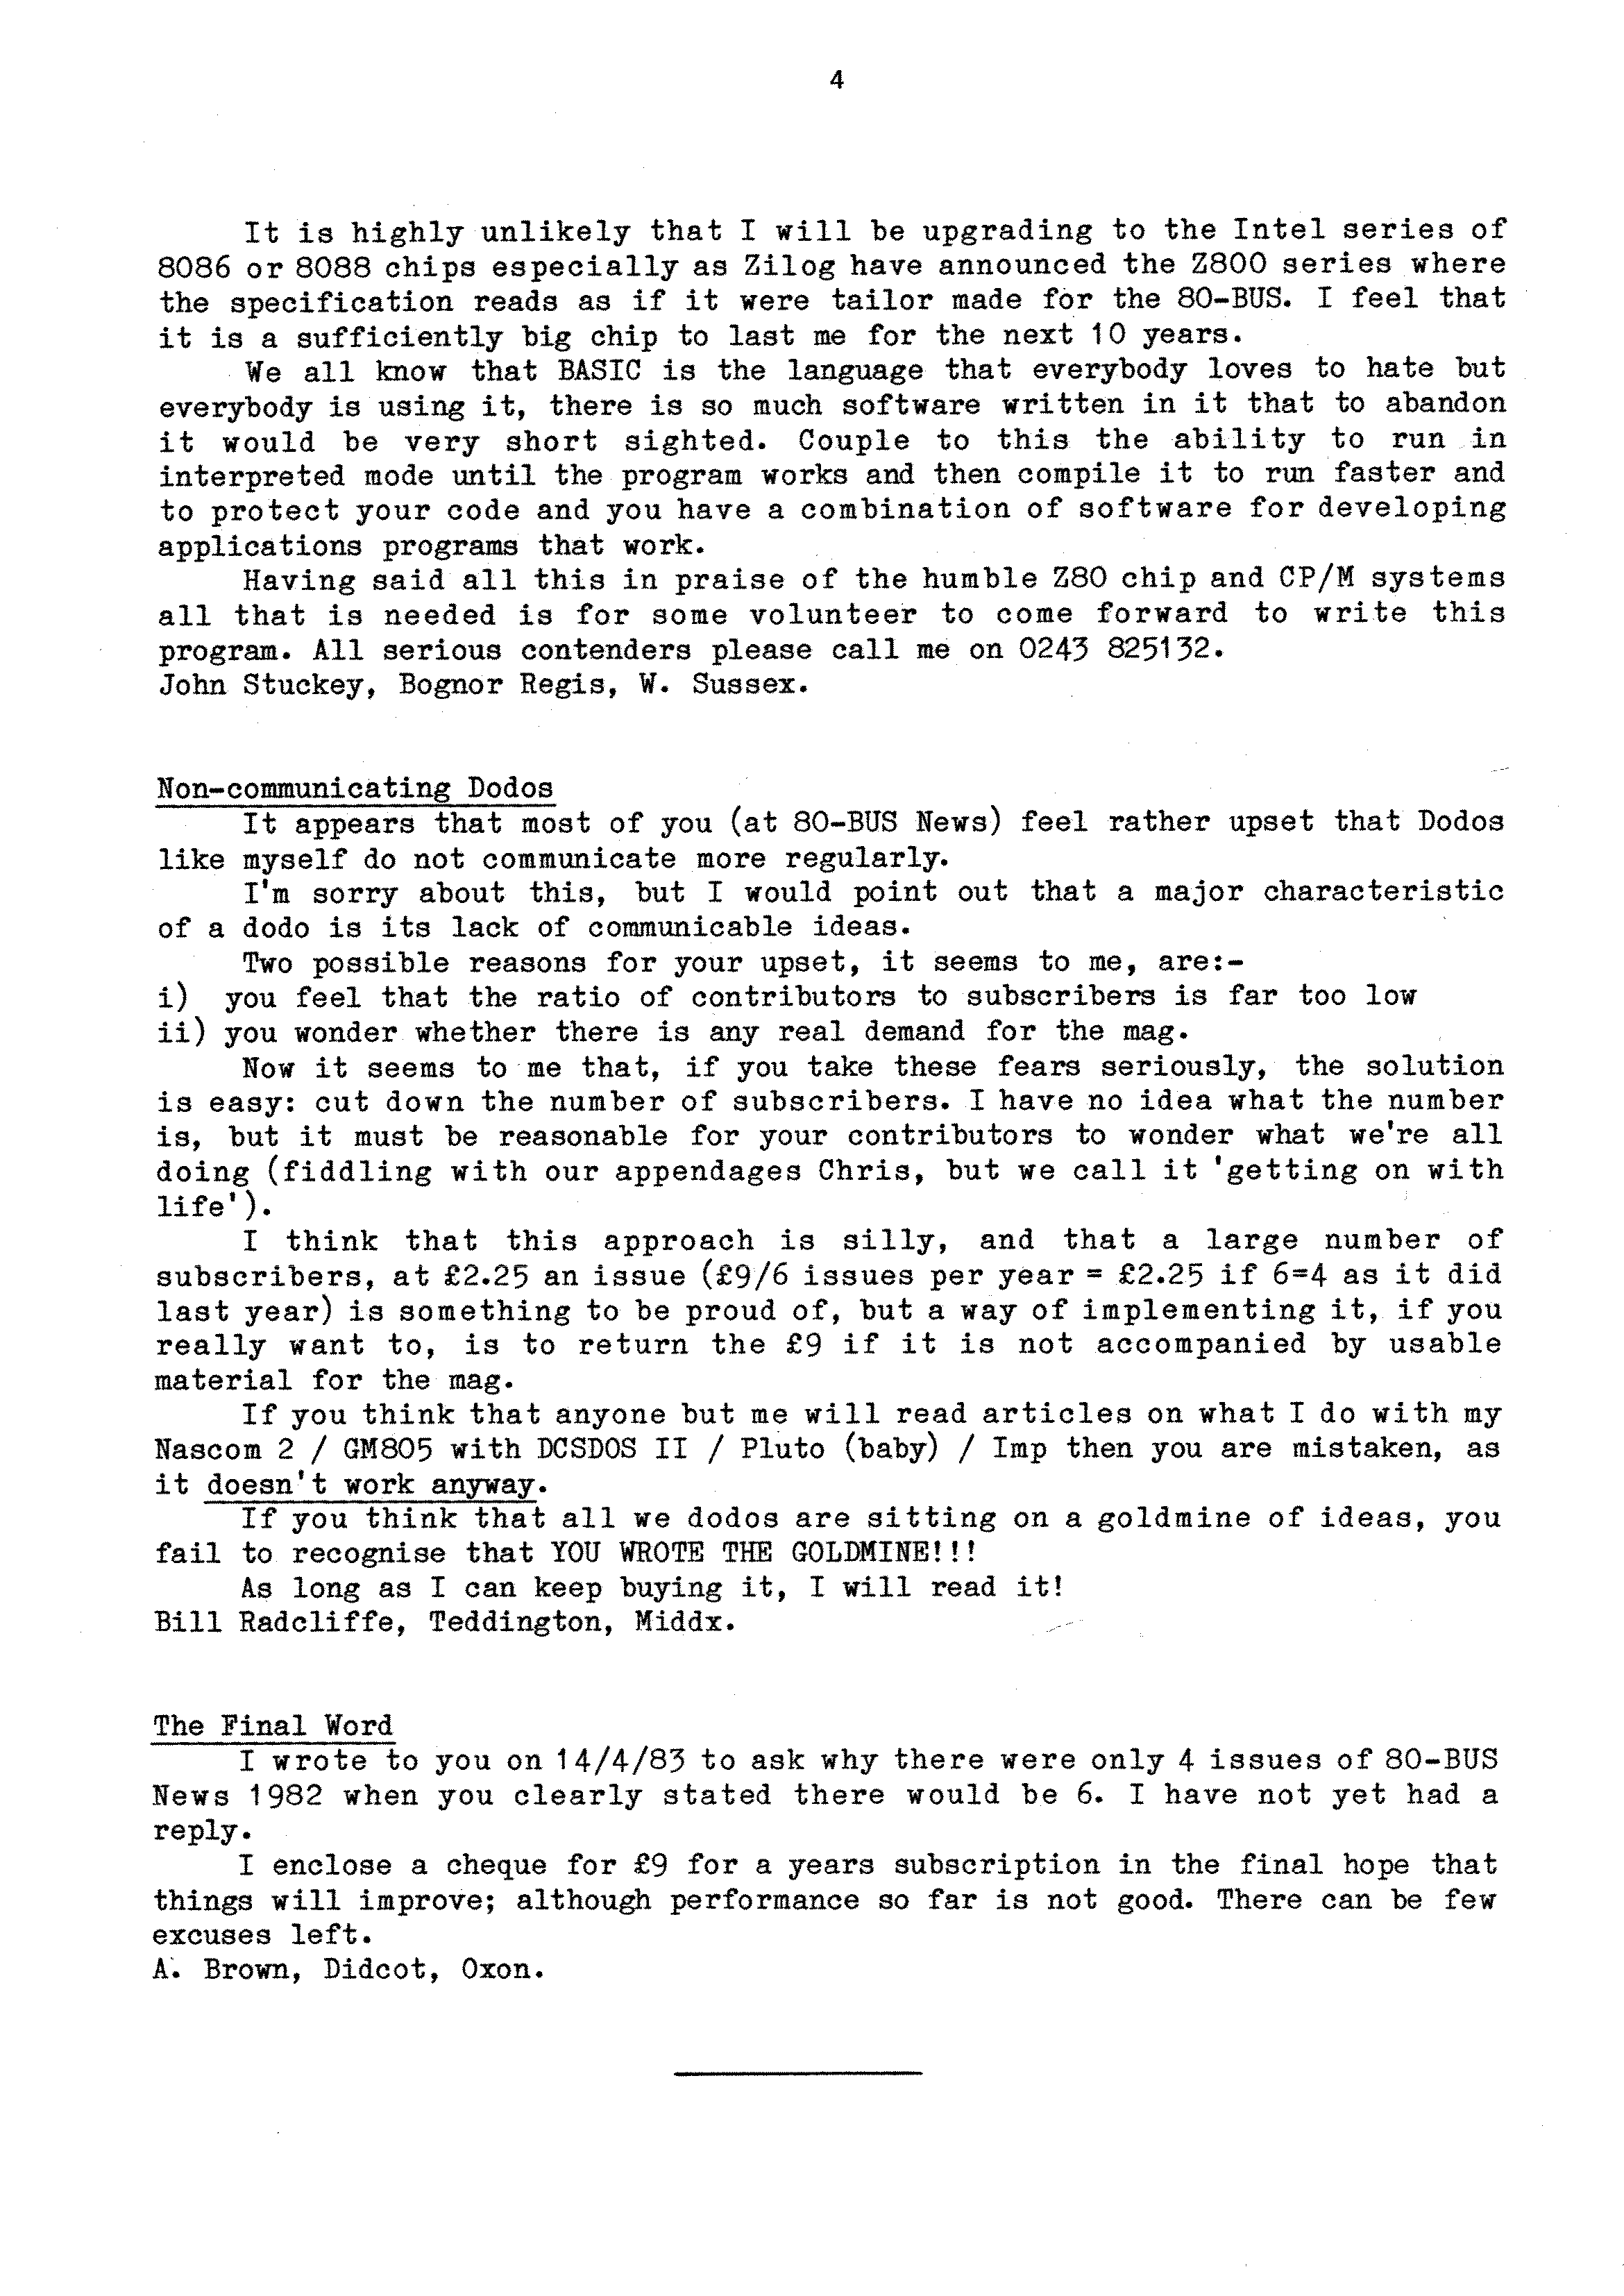 4
It is highly unlikely that I will be upgrading to the Intel series of
8086 or 8088 chips especially as Zilog have announced the Z800 series where
the specification reads as if it were tailor made for the 80-BUS. I feel that
it is a sufficiently big chip to last me for the next 10 years.
We all know that BASIC is the language that everybody loves to hate but
everybody is using it, there is so much software written in it that to abandon
it would be very short sighted. Couple to this the ability to run in
interpreted mode until the program works and then compile it to run faster and
to protect your code and you have a combination of software for developing
applications programs that work.
Having said all this in praise of the humble Z80 chip and CP/M systems
all that is needed is for some volunteer to come forward to write this
program. All serious contenders please call me on 0243 825132.
John Stuckey, Bognor Regis, W. Sussex.
Non-communicating Dodos
It appears that most of you (at 80-BUS News) feel rather upset that Dodos
like myself do not communicate more regularly.
I'm sorry about this, but I would point out that a major characteristic
of a dodo is its lack of communicable ideas.
Two possible reasons for your upset, it seems to me, are:-
i) you feel that the ratio of contributors to subscribers is far too low
ii) you wonder whether there is any real demand for the mag.
Now it seems to me that, if you take these fears seriously, the solution
is easy: cut down the number of subscribers. I have no idea what the number
is, but it must be reasonable for your contributors to wonder what we're all
doing (fiddling with our appendages Chris, but we call it 'getting on with
life').
I think that this approach is silly, and that a large number of
subscribers, at £2.25 an issue (£9/6 issues per year = £2.25 if 6=4 as it did
last year) is something to be proud of, but a way of implementing it, if you
really want to, is to return the £9 if it is not accompanied by usable
material for the mag.
If you think that anyone but me will read articles on what I do with my
Nascom 2 / GM805 with DCSDOS II / Pluto (baby) / Imp then you are mistaken, as
it doesn't work anyway.
If you think that all we dodos are sitting on a goldmine of ideas, you
fail to recognise that YOU WROTE THE GOLDMINE!!!
As long as I can keep buying it, I will read it!
Bill Radcliffe, Teddington, Middx.
The Final Word
I wrote to you on 14/4/83 to ask why there were only 4 issues of 80-BUS
News 1982 when you clearly stated there would be 6. I have not yet had a
reply.
I enclose a cheque for £9 for a years subscription in the final hope that
things will improve; although performance so far is not good. There can be few
excuses left.
A. Brown, Didcot, Oxon.